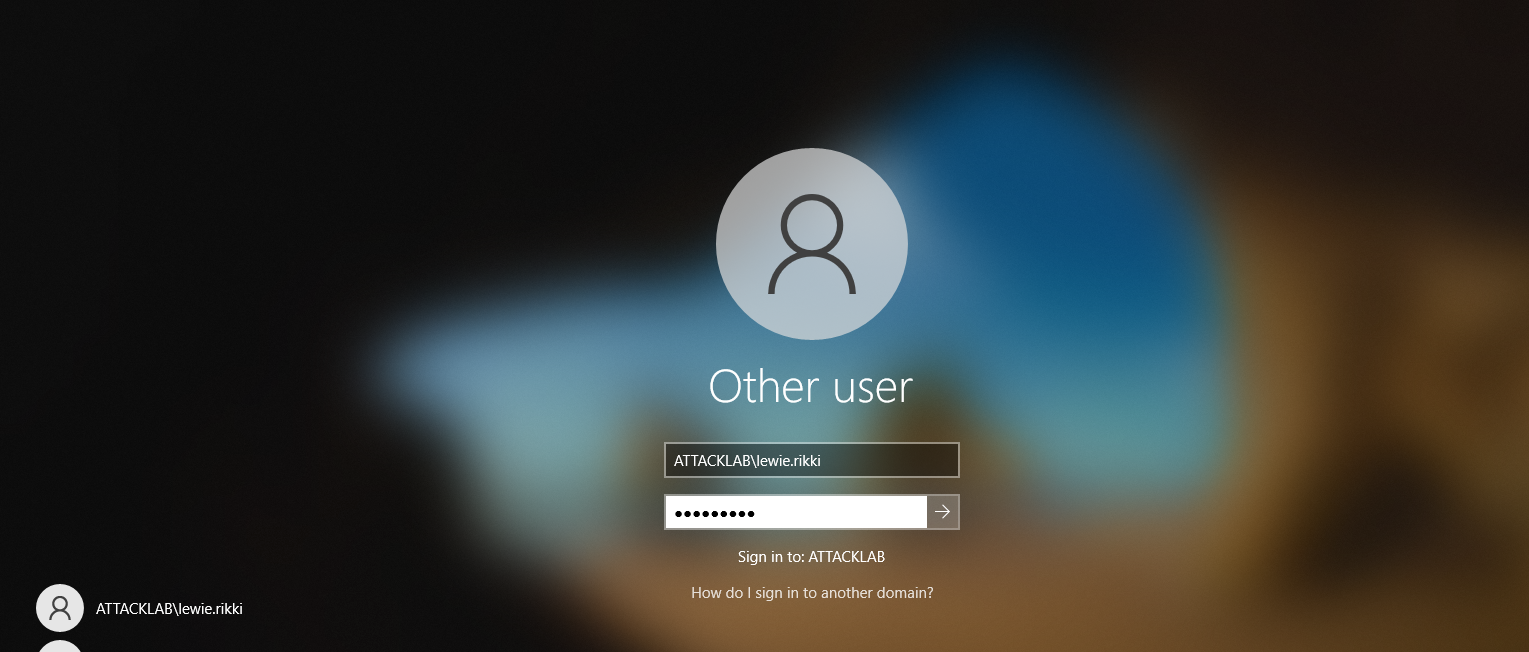 Other user
ATTACKLAB\lewie.rikki
●●●●●●●●●
Sign in to: ATTACKLAB
How do I sign in to another domain?
ATTACKLAB\lewie.rikki